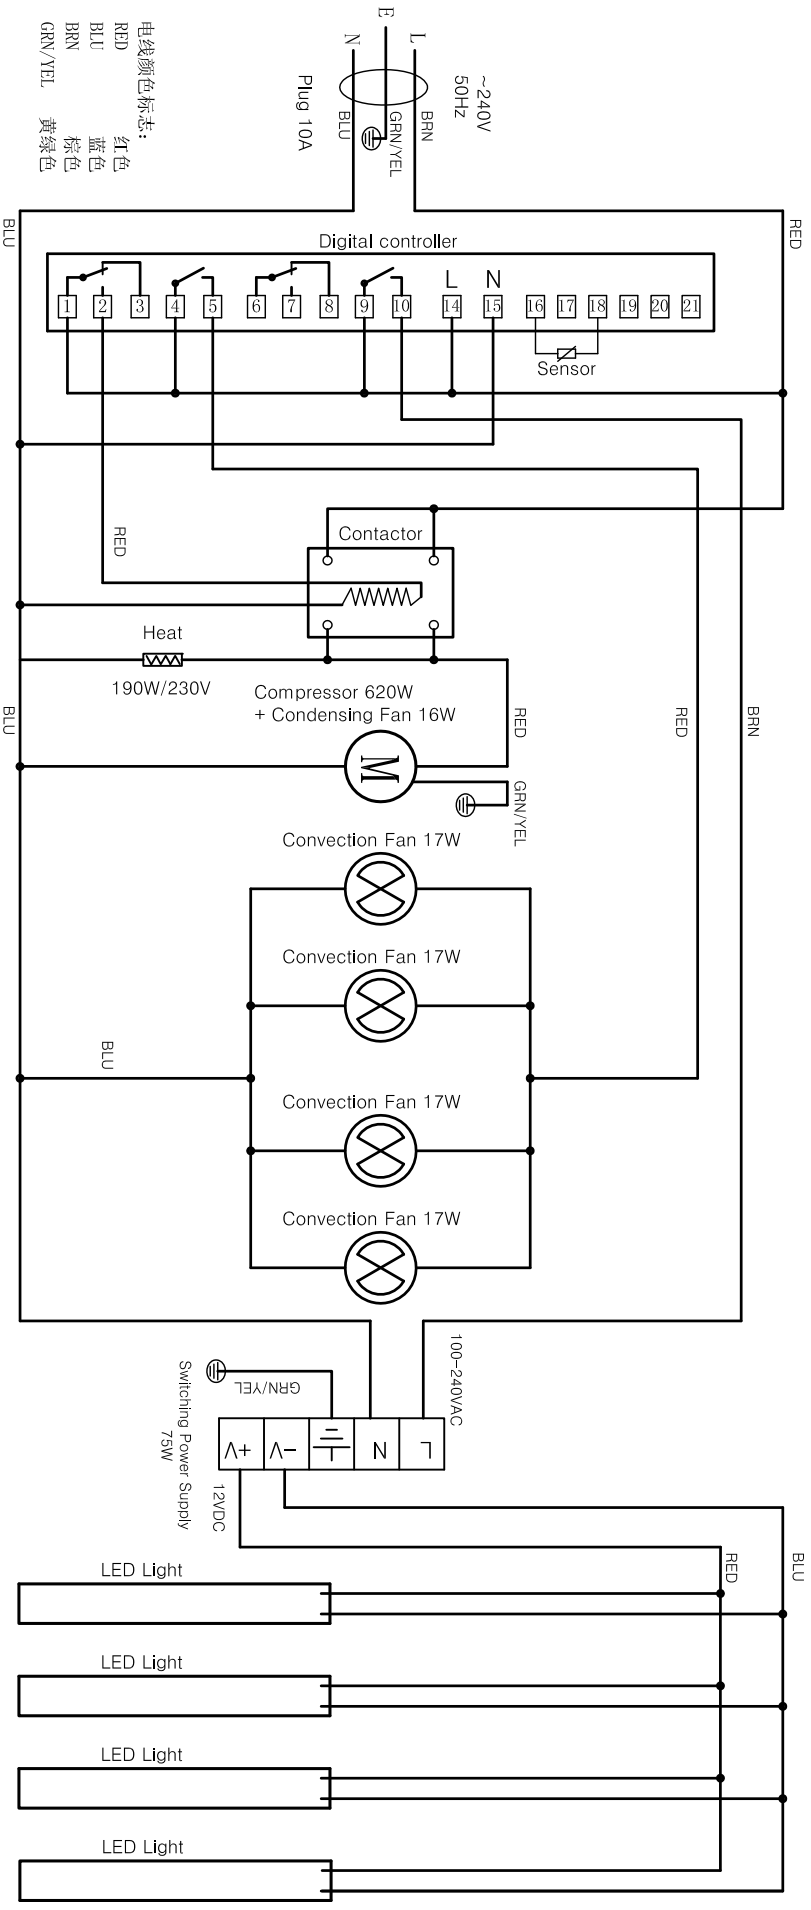 E
L
N
~240V
50Hz
BRN
GRN/YEL
BLU
Plug 10A
电线颜色标志:
RED 红色
BLU 蓝色
BRN 棕色
GRN/YEL 黄绿色
BLU
RED
Digital controller
L N
1 2 3 4 5 6 7 8 9 10 14 15 16 17 18 19 20 21
Sensor
RED
Contactor
Heat
190W/230V
Compressor 620W
+ Condensing Fan 16W
M
BLU
RED
RED
BRN
GRN/YEL
Convection Fan 17W
Convection Fan 17W
BLU
Convection Fan 17W
Convection Fan 17W
100-240VAC
GRN/YEL
Switching Power Supply
75W
V+ V- N L
12VDC
BLU
RED
LED Light
LED Light
LED Light
LED Light